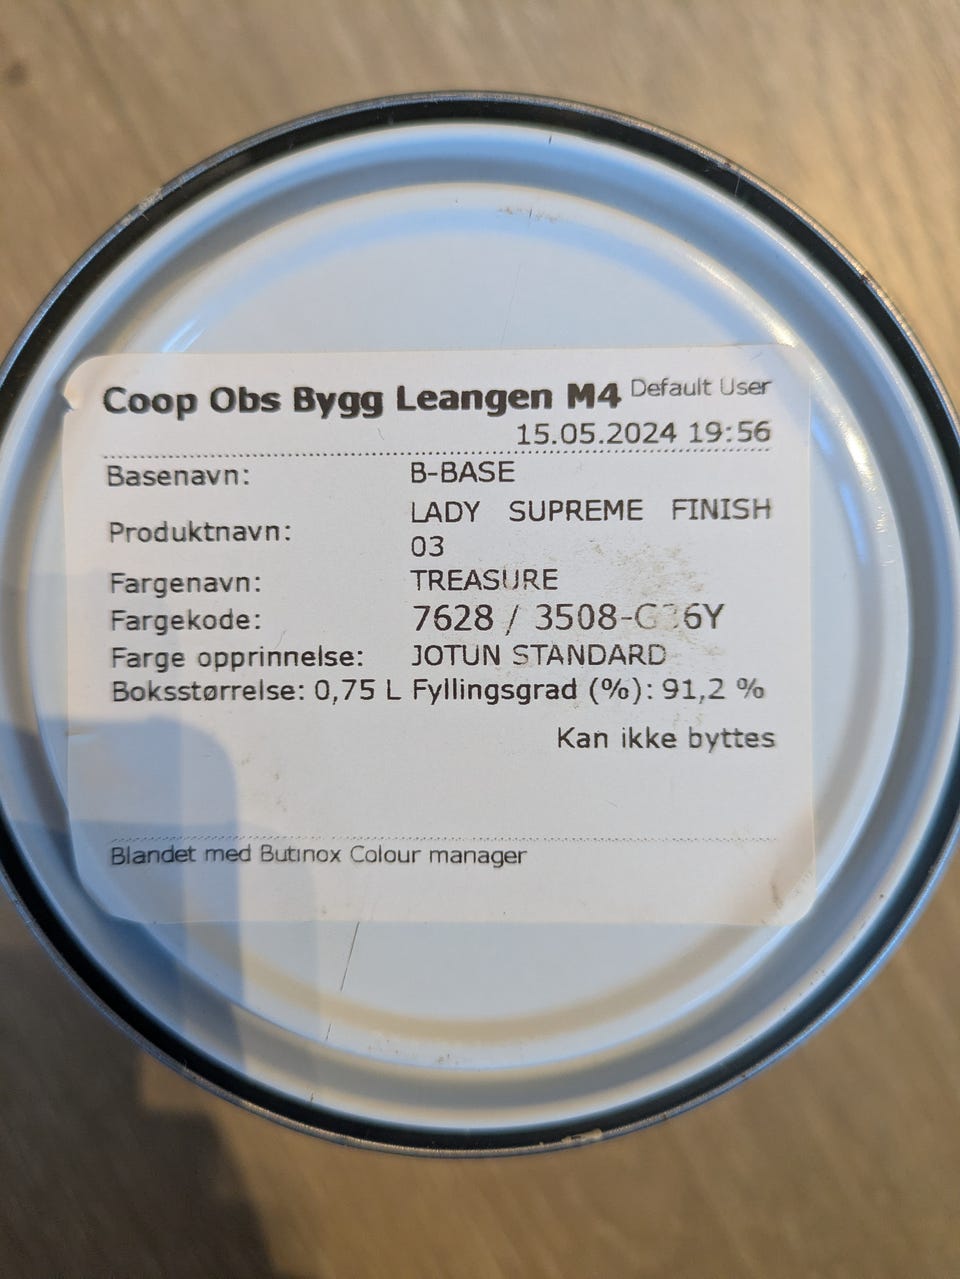 Coop Obs Bygg Leangen M4 Default User
15.05.2024 19:56
Basenavn: B-BASE
Produktnavn: LADY SUPREME FINISH
03
Fargenavn: TREASURE
Fargekode: 7628 /
Farge opprinnelse: JOTUN STANDARD
Boksstørrelse: 0,75 L Fyllingsgrad (%): 91,2 %
Kan ikke byttes
Blandet med Butinox Colour manager